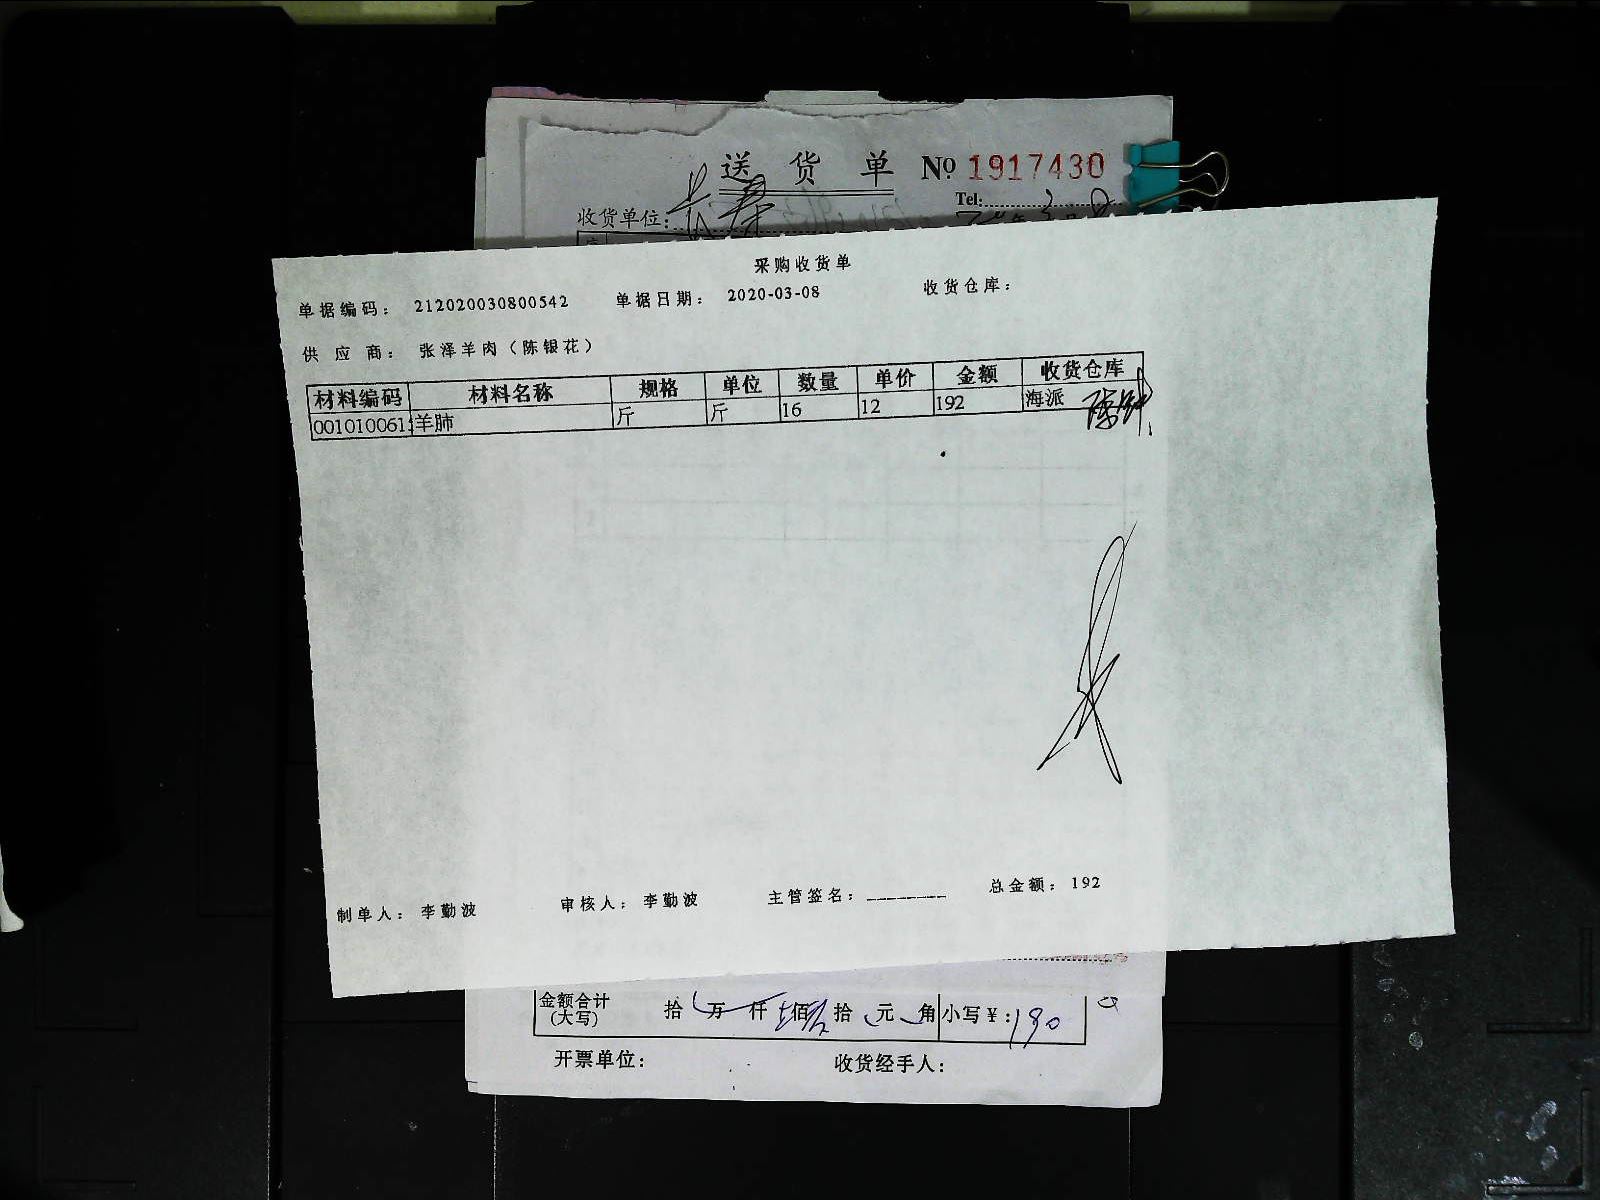 送 货 单 № 1917430
Tel:
收货单位:
采购收货单
单据编码： 212020030800542 单据日期： 2020-03-08 收货仓库：
供 应 商： 张泽羊肉（陈银花）
材料编码 材料名称 规格 单位 数量 单价 金额 收货仓库
001010061 羊肺 斤 斤 16 12 192 海派
制单人： 李勤波 审核人： 李勤波 主管签名： 总金额： 192
金额合计 拾 万 仟 佰 拾 元 角 小写￥: 190
(大写)
开票单位: 收货经手人: